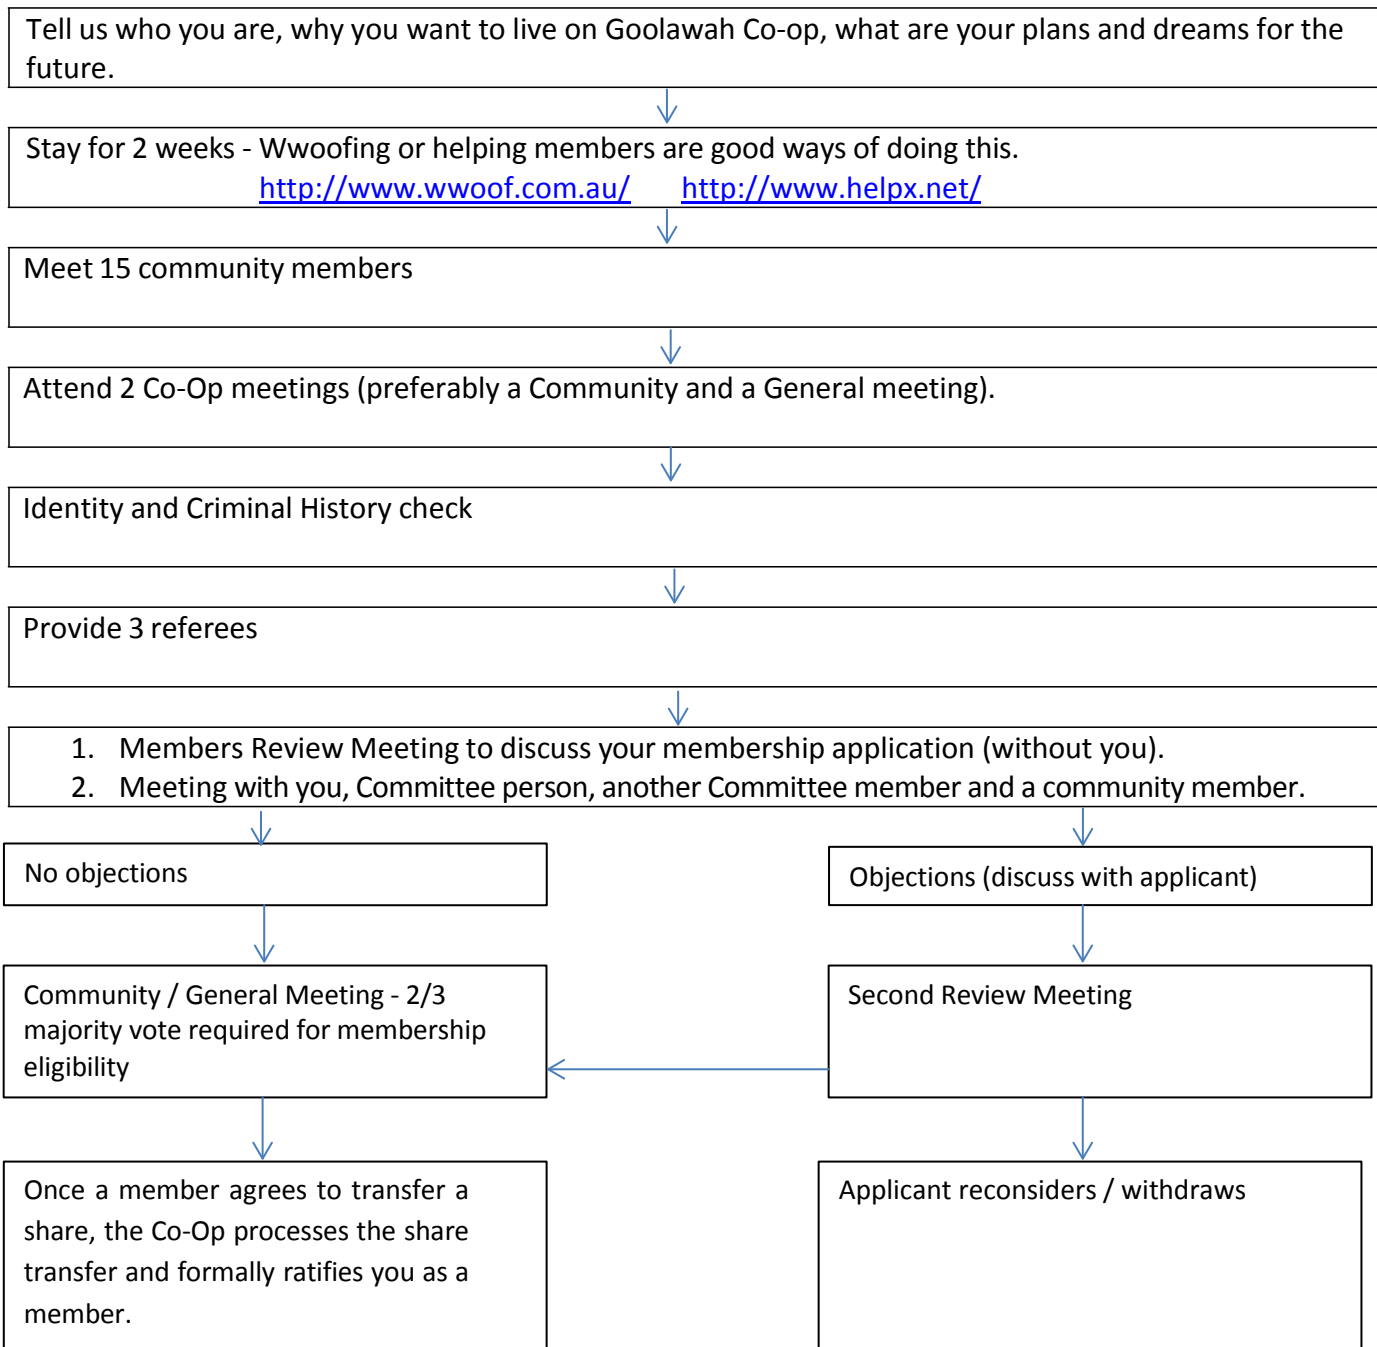 Tell us who you are, why you want to live on Goolawah Co-op, what are your plans and dreams for the
future.
Stay for 2 weeks - Wwoofing or helping members are good ways of doing this.
http://www.wwoof.com.au/ http://www.helpx.net/
Meet 15 community members
Attend 2 Co-Op meetings (preferably a Community and a General meeting).
Identity and Criminal History check
Provide 3 referees
1. Members Review Meeting to discuss your membership application (without you).
2. Meeting with you, Committee person, another Committee member and a community member.
No objections
Objections (discuss with applicant)
Community / General Meeting - 2/3
majority vote required for membership
eligibility
Second Review Meeting
Once a member agrees to transfer a
share, the Co-Op processes the share
transfer and formally ratifies you as a
member.
Applicant reconsiders / withdraws